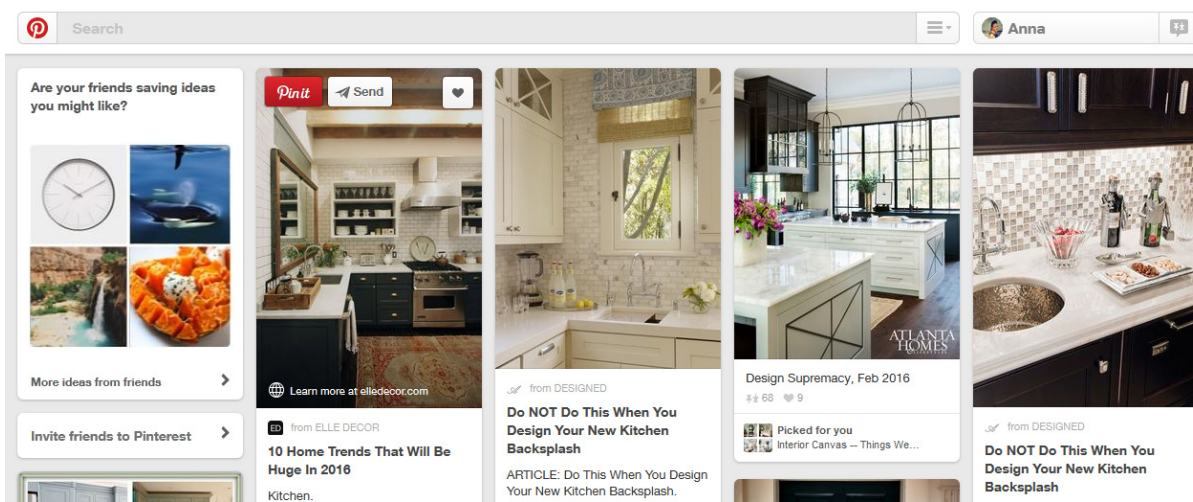 Search
Anna
Are your friends saving ideas
you might like?
More ideas from friends
Invite friends to Pinterest
Pinit
Send
Learn more at elledecor.com
ED
from ELLE DECOR
10 Home Trends That Will Be
Huge In 2016
Kitchen.
from DESIGNED
Do NOT Do This When You
Design Your New Kitchen
Backsplash
ARTICLE: Do This When You Design
Your New Kitchen Backsplash.
ATLANTA
HOMES
Design Supremacy, Feb 2016
68 9
Picked for you
Interior Canvas -- Things We...
from DESIGNED
Do NOT Do This When You
Design Your New Kitchen
Backsplash